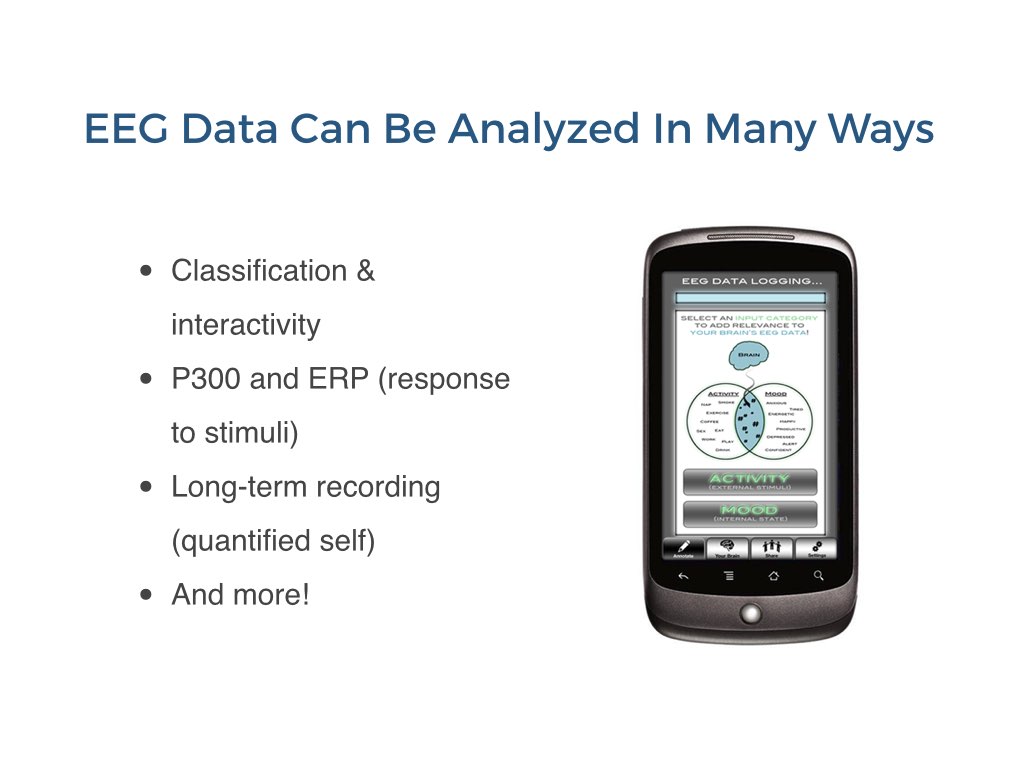 EEG Data Can Be Analyzed In Many Ways
• Classification &
interactivity
• P300 and ERP (response
to stimuli)
• Long-term recording
(quantified self)
• And more!
EEG DATA LOGGING...
SELECT AN INPUT CATEGORY
TO ADD RELEVANCE TO
YOUR BRAIN'S EEG DATA!
BRAIN
ACTIVITY
NAP
SMOKE
EXERCISE
COFFEE
SEX
EAT
WORK
PLAY
DRINK
MOOD
ANXIOUS
TIRED
ENERGETIC
HAPPY
PRODUCTIVE
DEPRESSED
ALERT
CONFIDENT
ACTIVITY
(EXTERNAL STIMULI)
MOOD
(INTERNAL STATE)
Annotate
Your Brain
Share
Settings